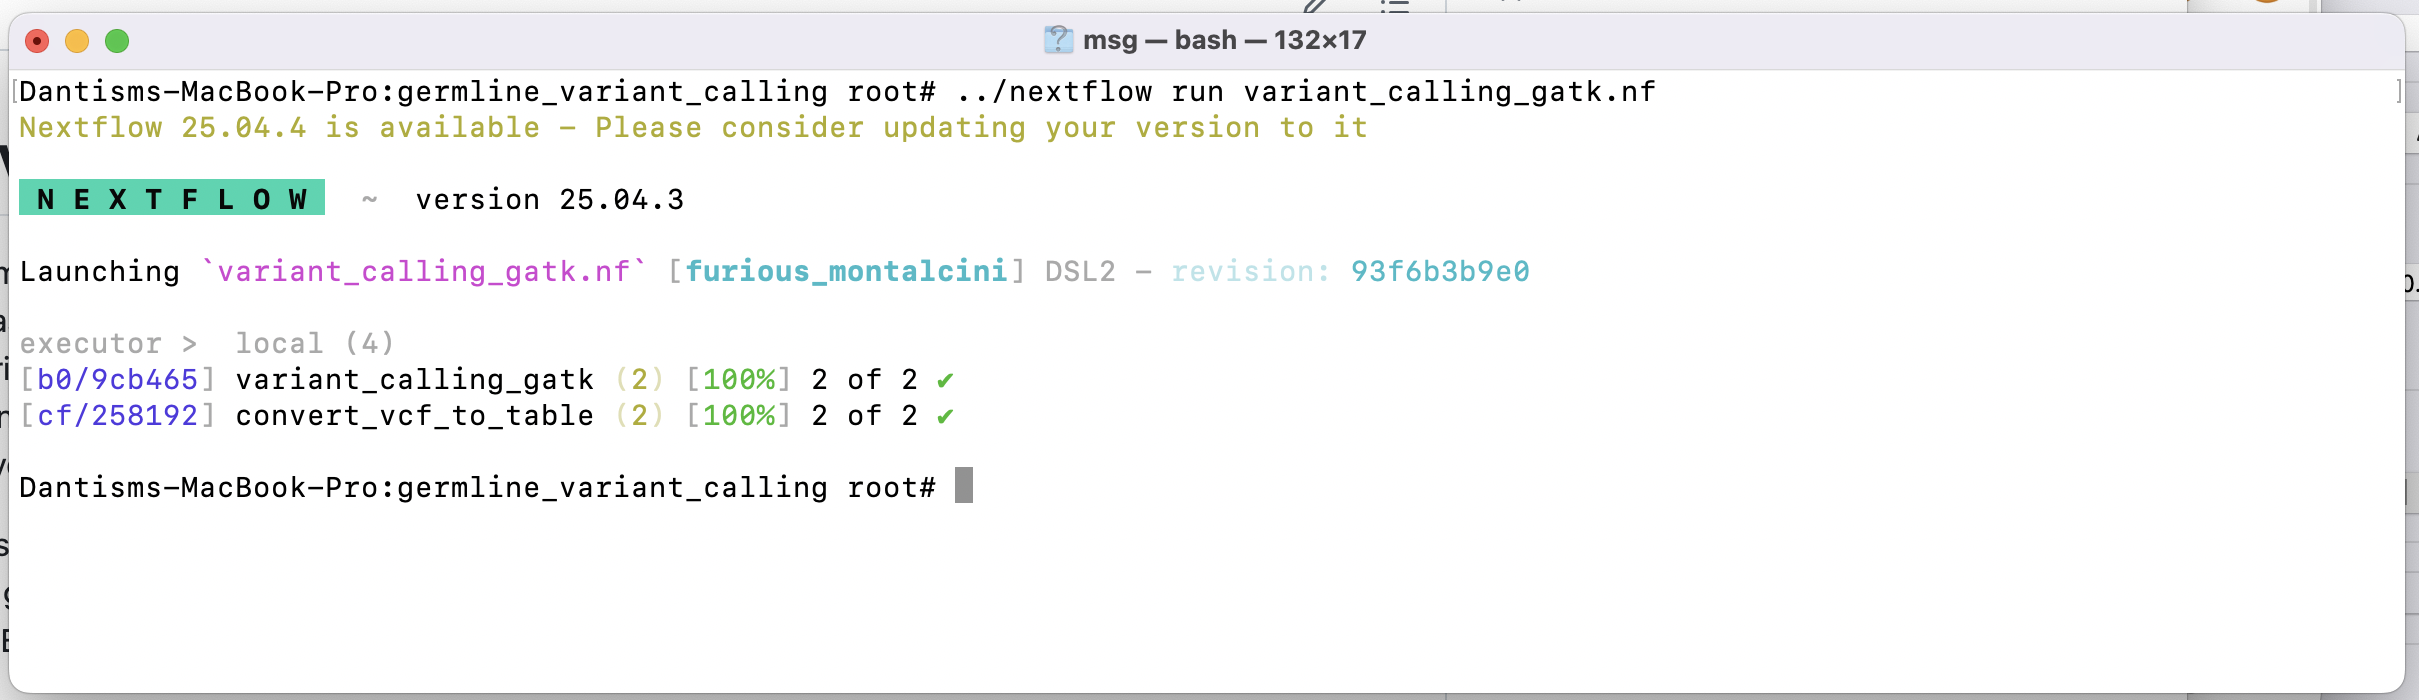 msg — bash — 132×17
[Dantisms-MacBook-Pro:germline_variant_calling root# ../nextflow run variant_calling_gatk.nf ]
Nextflow 25.04.4 is available - Please consider updating your version to it
N E X T F L O W  ~  version 25.04.3
Launching `variant_calling_gatk.nf` [furious_montalcini] DSL2 - revision: 93f6b3b9e0
executor >  local (4)
[b0/9cb465] variant_calling_gatk (2) [100%] 2 of 2 ✔
[cf/258192] convert_vcf_to_table (2) [100%] 2 of 2 ✔
Dantisms-MacBook-Pro:germline_variant_calling root#